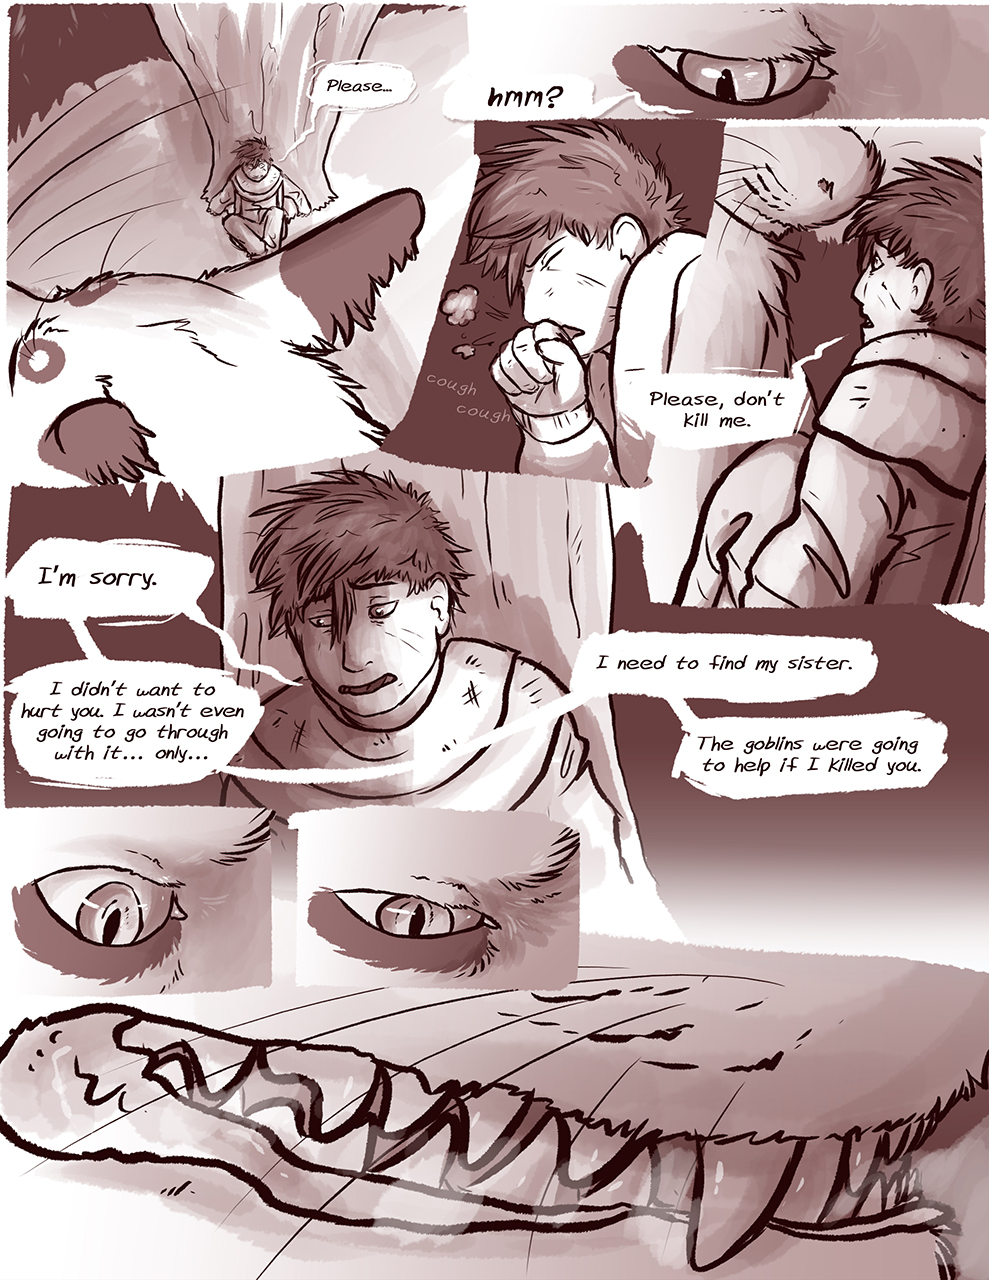 Please...
hmm?
cough
cough
Please, don't
kill me.
I'm sorry.
I didn't want to
hurt you. I wasn't even
going to go through
with it... only...
I need to find my sister.
The goblins were going
to help if I killed you.